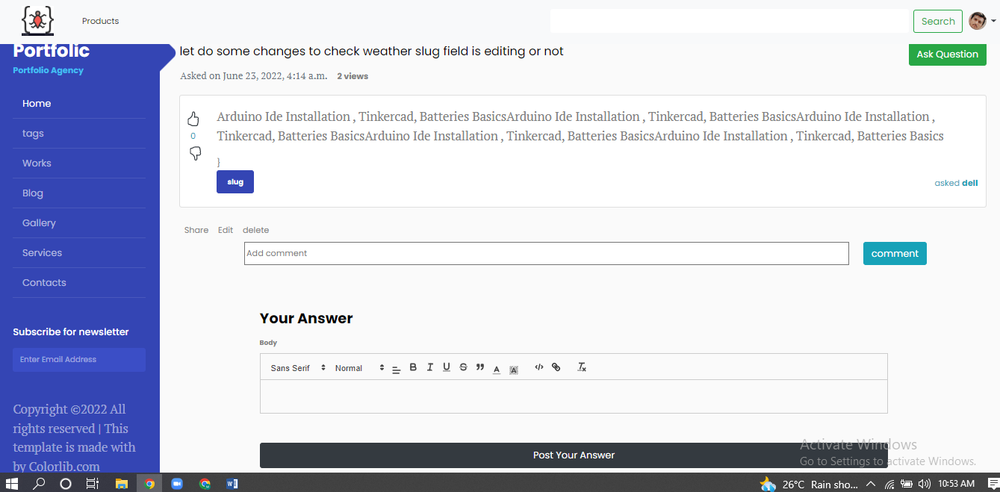 Products
Search
Portfolic
Portfolio Agency
Home
tags
Works
Blog
Gallery
Services
Contacts
Subscribe for newsletter
Enter Email Address
Copyright ©2022 All
rights reserved | This
template is made with
by Colorlib.com
let do some changes to check weather slug field is editing or not
Ask Question
Asked on June 23, 2022, 4:14 a.m. 2 views
Arduino Ide Installation , Tinkercad, Batteries BasicsArduino Ide Installation , Tinkercad, Batteries BasicsArduino Ide Installation ,
Tinkercad, Batteries BasicsArduino Ide Installation , Tinkercad, Batteries BasicsArduino Ide Installation , Tinkercad, Batteries Basics
0
}
slug
asked dell
Share Edit delete
Add comment
comment
Your Answer
Body
Sans Serif Normal B I U S A A
Post Your Answer
Activate Windows
Go to Settings to activate Windows.
26°C Rain sho... 10:53 AM